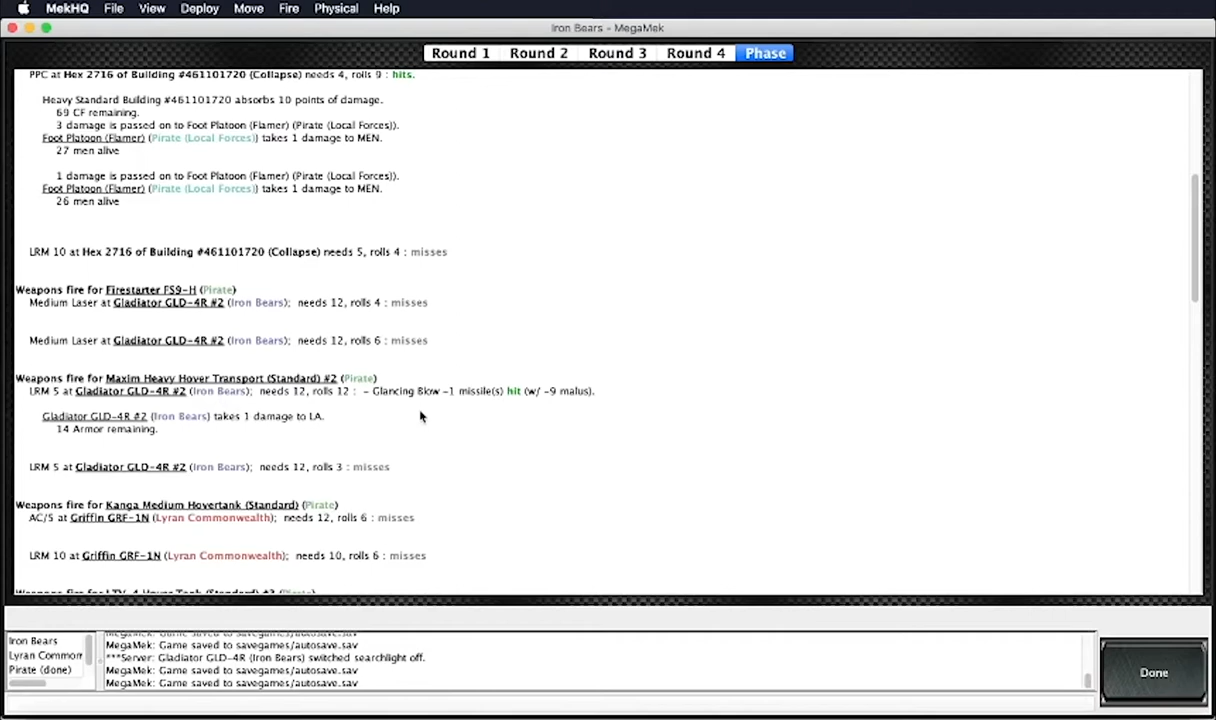 MekHQ File View Deploy Move Fire Physical Help
Iron Bears - MegaMek
Round 1 Round 2 Round 3 Round 4 Phase
PPC at Hex 2716 of Building #461101720 (Collapse) needs 4, rolls 9 : hits.
Heavy Standard Building #461101720 absorbs 10 points of damage.
69 CF remaining.
3 damage is passed on to Foot Platoon (Flamer) (Pirate (Local Forces)).
Foot Platoon (Flamer) (Pirate (Local Forces)) takes 1 damage to MEN.
27 men alive
1 damage is passed on to Foot Platoon (Flamer) (Pirate (Local Forces)).
Foot Platoon (Flamer) (Pirate (Local Forces)) takes 1 damage to MEN.
26 men alive
LRM 10 at Hex 2716 of Building #461101720 (Collapse) needs 5, rolls 4 : misses
Weapons fire for Firestarter FS9-H (Pirate)
Medium Laser at Gladiator GLD-4R #2 (Iron Bears); needs 12, rolls 4 : misses
Medium Laser at Gladiator GLD-4R #2 (Iron Bears); needs 12, rolls 6 : misses
Weapons fire for Maxim Heavy Hover Transport (Standard) #2 (Pirate)
LRM 5 at Gladiator GLD-4R #2 (Iron Bears); needs 12, rolls 12 : - Glancing Blow -1 missile(s) hit (w/ -9 malus).
Gladiator GLD-4R #2 (Iron Bears) takes 1 damage to LA.
14 Armor remaining.
LRM 5 at Gladiator GLD-4R #2 (Iron Bears); needs 12, rolls 3 : misses
Weapons fire for Kanga Medium Hovertank (Standard) (Pirate)
AC/5 at Griffin GRF-1N (Lyran Commonwealth); needs 12, rolls 6 : misses
LRM 10 at Griffin GRF-1N (Lyran Commonwealth); needs 10, rolls 6 : misses
Iron Bears
Lyran Common
Pirate (done)
MegaMek: Game saved to savegames/autosave.sav
MegaMek: Game saved to savegames/autosave.sav
***Server: Gladiator GLD-4R (Iron Bears) switched searchlight off.
MegaMek: Game saved to savegames/autosave.sav
MegaMek: Game saved to savegames/autosave.sav
Done